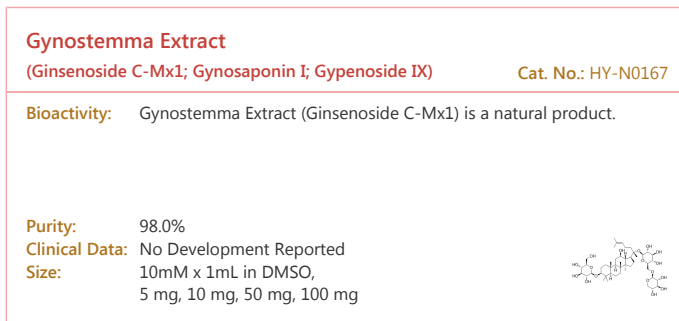 Gynostemma Extract
(Ginsenoside C-Mx1; Gynosaponin I; Gypenoside IX) Cat. No.: HY-N0167
Bioactivity: Gynostemma Extract (Ginsenoside C-Mx1) is a natural product.
Purity: 98.0%
Clinical Data: No Development Reported
Size: 10mM x 1mL in DMSO,
5 mg, 10 mg, 50 mg, 100 mg